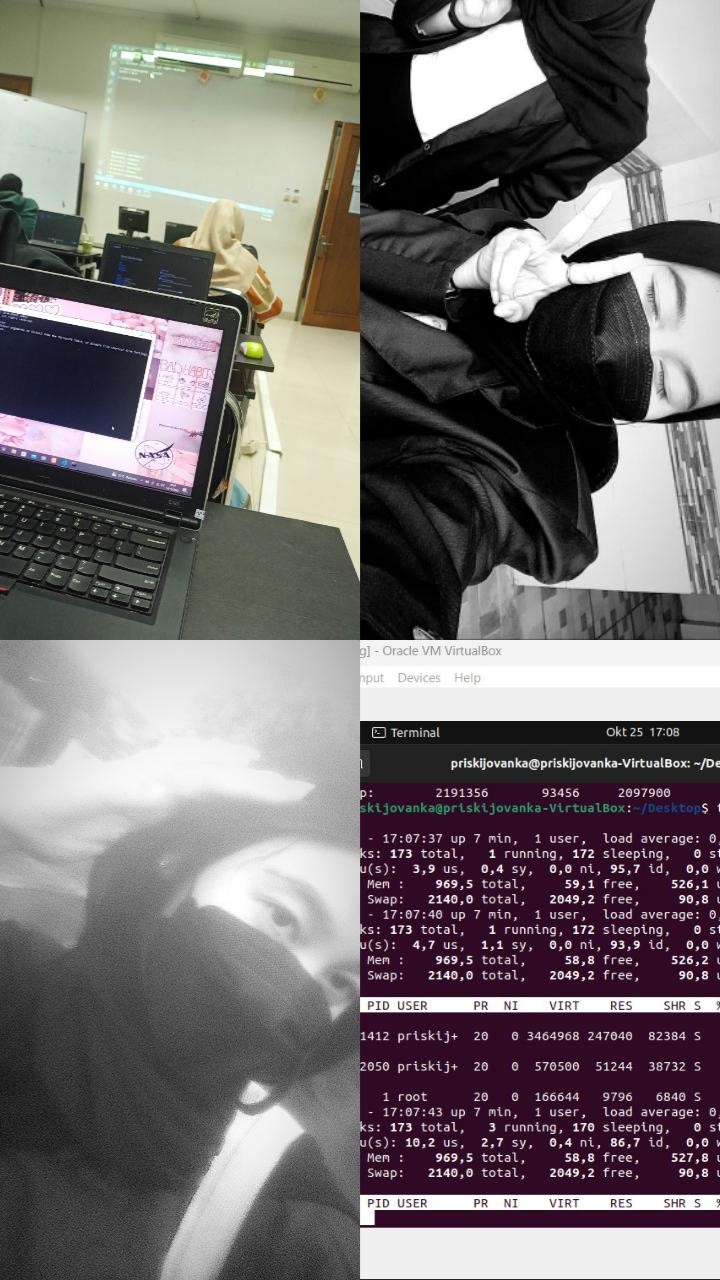 ANGEL
BAD HABITS
NASA
g] - Oracle VM VirtualBox
nput Devices Help
Terminal Okt 25 17:08
priskijovanka@priskijovanka-VirtualBox: ~/De
p: 2191356 93456 2097900
skijovanka@priskijovanka-VirtualBox:~/Desktop$ t
- 17:07:37 up 7 min, 1 user, load average: 0,
ks: 173 total, 1 running, 172 sleeping, 0 st
u(s): 3,9 us, 0,4 sy, 0,0 ni, 95,7 id, 0,0 w
Mem : 969,5 total, 59,1 free, 526,1 u
Swap: 2140,0 total, 2049,2 free, 90,8 u
- 17:07:40 up 7 min, 1 user, load average: 0,
ks: 173 total, 1 running, 172 sleeping, 0 st
u(s): 4,7 us, 1,1 sy, 0,0 ni, 93,9 id, 0,0 w
Mem : 969,5 total, 58,8 free, 526,2 u
Swap: 2140,0 total, 2049,2 free, 90,8 u
PID USER PR NI VIRT RES SHR S %
1412 priskij+ 20 0 3464968 247040 82384 S
2050 priskij+ 20 0 570500 51244 38732 S
1 root 20 0 166644 9796 6840 S
- 17:07:43 up 7 min, 1 user, load average: 0,
ks: 173 total, 3 running, 170 sleeping, 0 st
u(s): 10,2 us, 2,7 sy, 0,4 ni, 86,7 id, 0,0 w
Mem : 969,5 total, 58,8 free, 527,8 u
Swap: 2140,0 total, 2049,2 free, 90,8 u
PID USER PR NI VIRT RES SHR S %